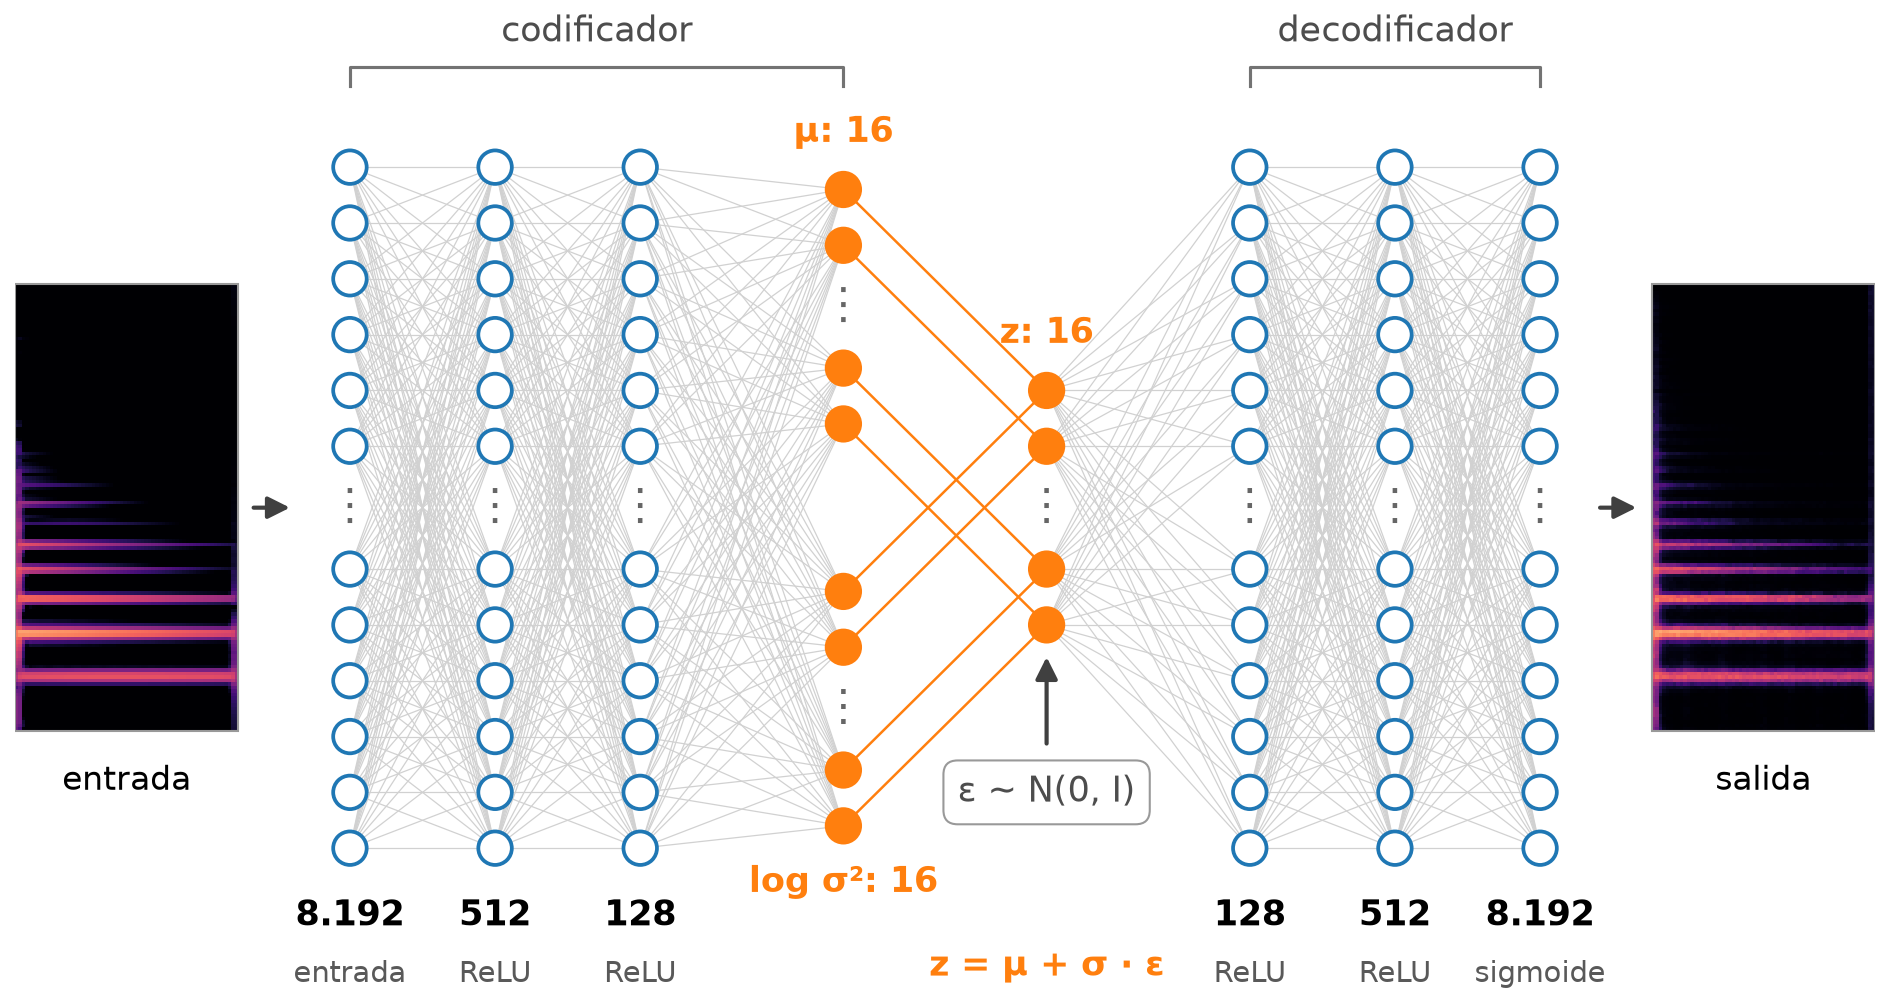 codificador
decodificador
μ: 16
z: 16
entrada
salida
ε ~ N(0, I)
log σ²: 16
8.192
512
128
128
512
8.192
entrada
ReLU
ReLU
z = μ + σ · ε
ReLU
ReLU
sigmoide